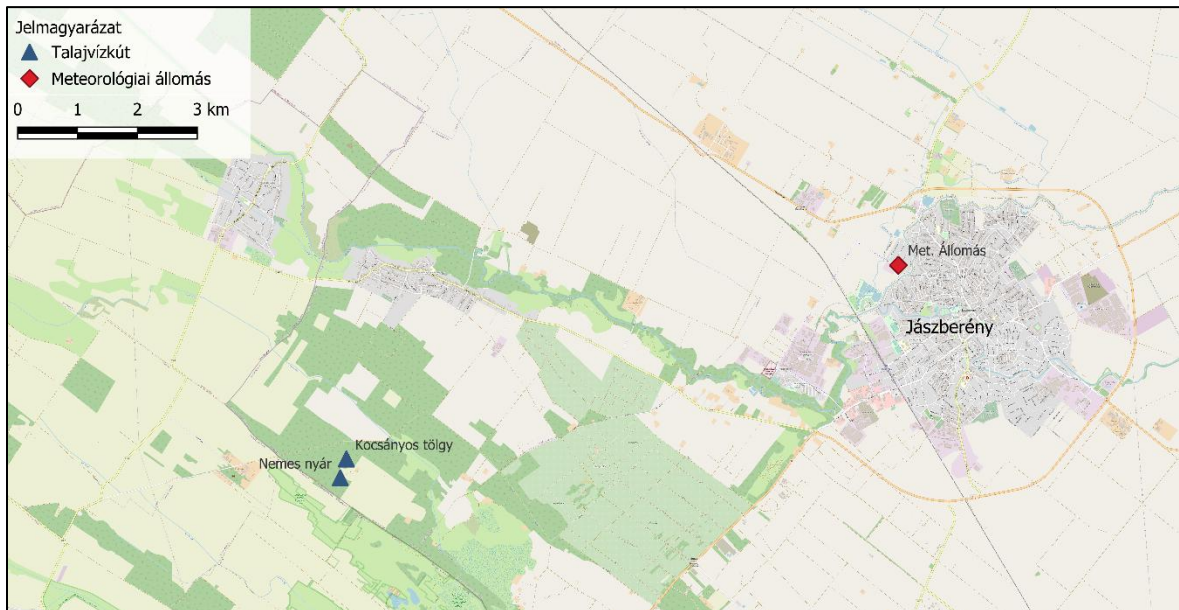 Jelmagyarázat
Talajvízkút
Meteorológiai állomás
0 1 2 3 km
Met. Állomás
Jászberény
Kocsányos tölgy
Nemes nyár